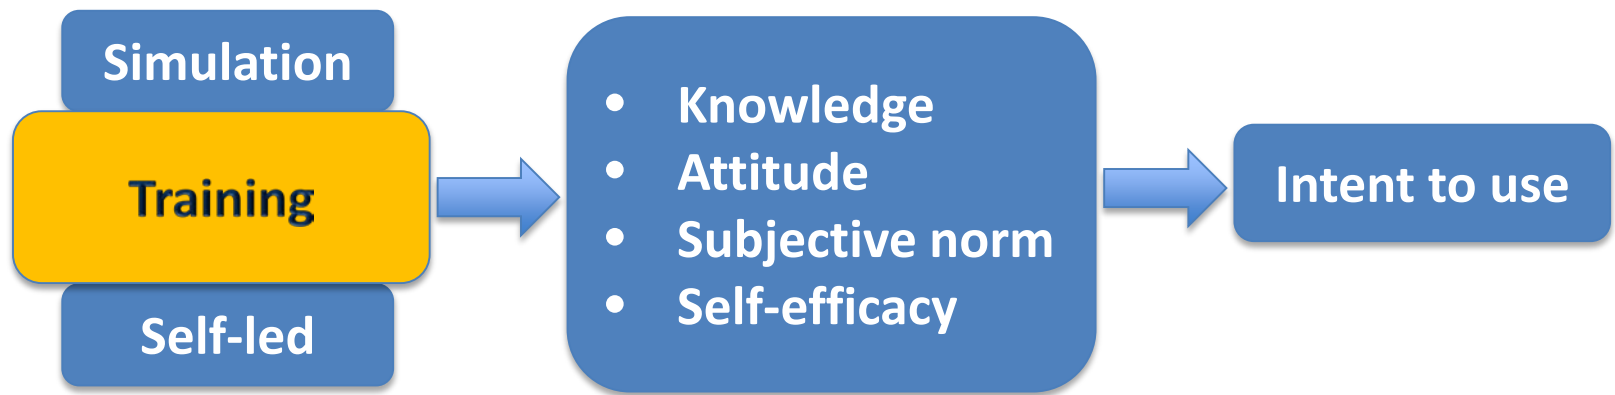 Simulation
Training
Self-led
• Knowledge
• Attitude
• Subjective norm
• Self-efficacy
Intent to use